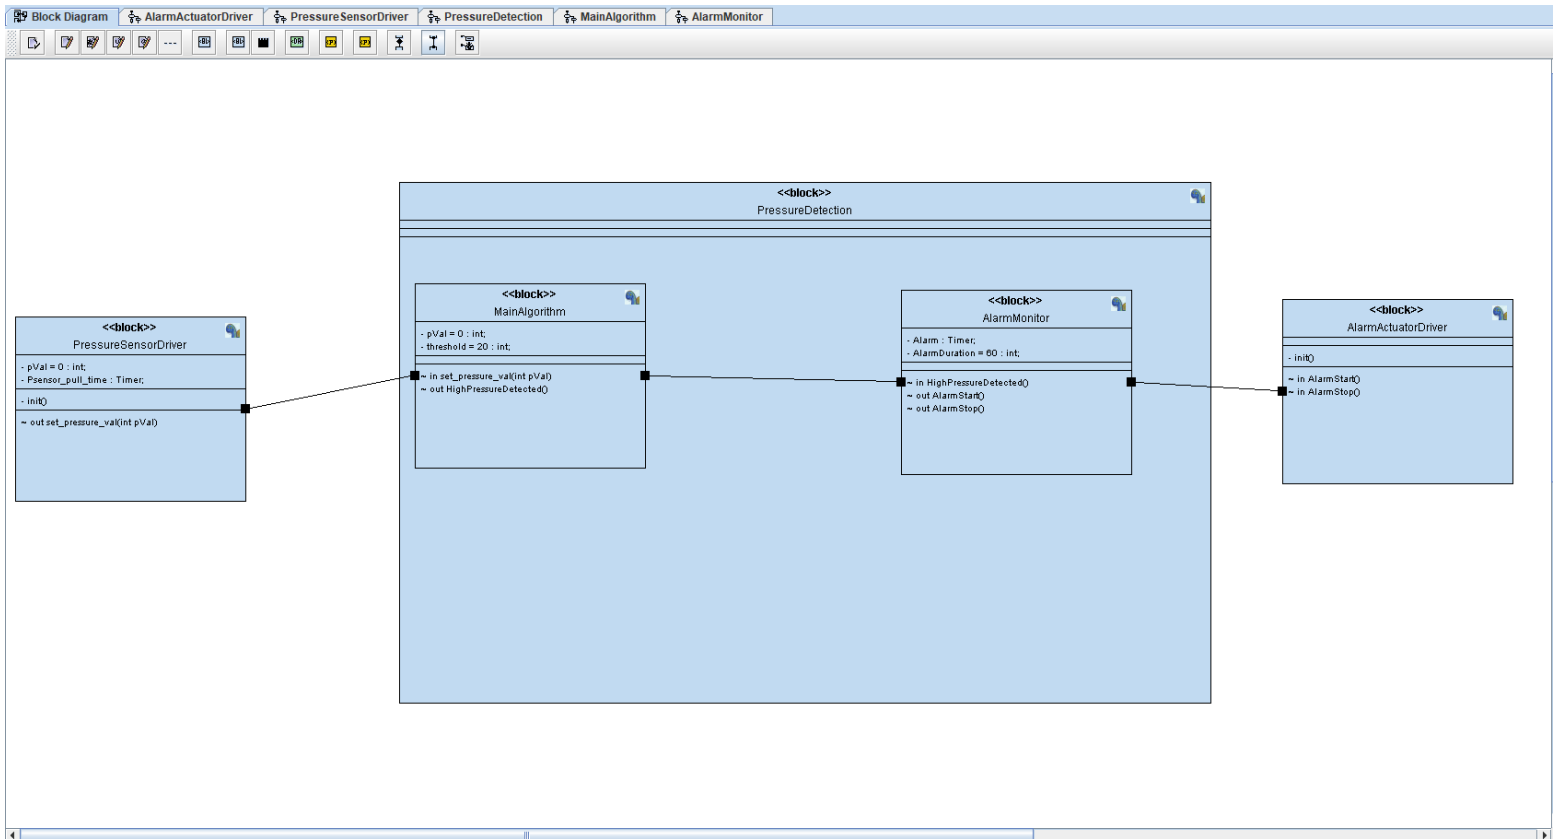 Block Diagram AlarmActuatorDriver PressureSensorDriver PressureDetection MainAlgorithm AlarmMonitor
<<block>>
PressureDetection
<<block>>
PressureSensorDriver
- pVal = 0 : int;
- Psensor_pull_time : Timer;
- init()
~ out set_pressure_val(int pVal)
<<block>>
MainAlgorithm
- pVal = 0 : int;
- threshold = 20 : int;
~ in set_pressure_val(int pVal)
~ out HighPressureDetected()
<<block>>
AlarmMonitor
- Alarm : Timer;
- AlarmDuration = 60 : int;
~ in HighPressureDetected()
~ out AlarmStart()
~ out AlarmStop()
<<block>>
AlarmActuatorDriver
- init()
~ in AlarmStart()
~ in AlarmStop()